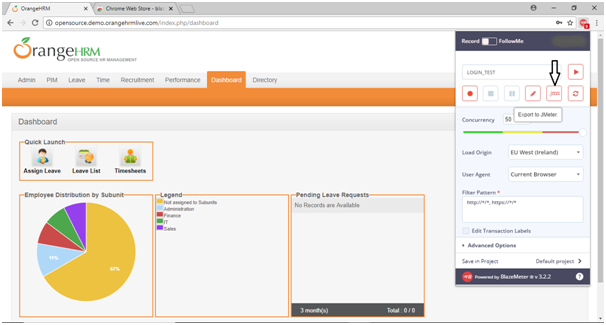 OrangeHRM
Chrome Web Store - blaz
opensource.demo.orangehrmlive.com/index.php/dashboard
OrangeHRM
OPEN SOURCE HR MANAGEMENT
Admin PIM Leave Time Recruitment Performance Dashboard Directory
Dashboard
Quick Launch
Assign Leave Leave List Timesheets
Employee Distribution by Subunit
Legend
Not assigned to Subunits
Administration
Finance
IT
Sales
Pending Leave Requests
No Records are Available
3 month(s) Total : 0 / 0
Record FollowMe
LOGIN_TEST
Export to JMeter
Concurrency 50
Load Origin EU West (Ireland)
User Agent Current Browser
Filter Pattern *
http://*/*, https://*/*
Edit Transaction Labels
Advanced Options
Save in Project Default project
Powered by BlazeMeter ® v 3.2.2
?